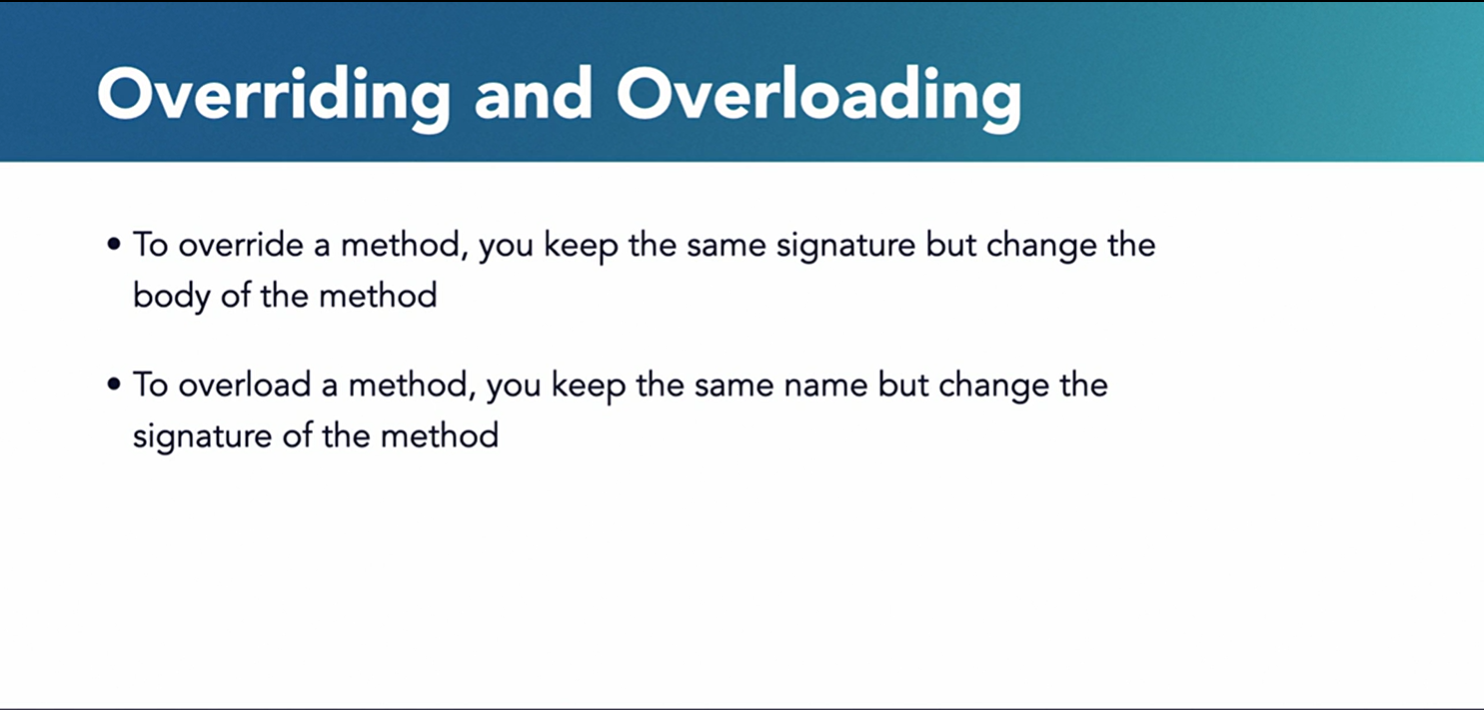 Overriding and Overloading
• To override a method, you keep the same signature but change the
body of the method
• To overload a method, you keep the same name but change the
signature of the method